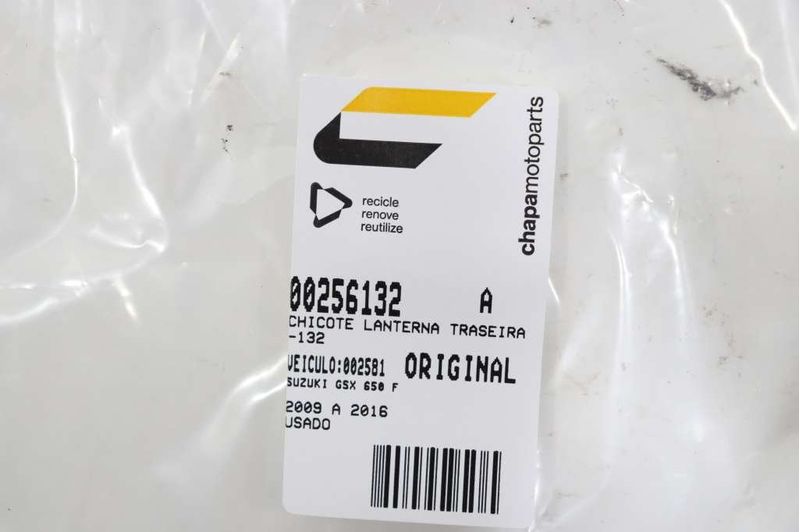 chapamotoparts
recicle
renove
reutilize
00256132 A
CHICOTE LANTERNA TRASEIRA
-132
VEICULO:002581 ORIGINAL
SUZUKI GSX 650 F
2009 A 2016
USADO